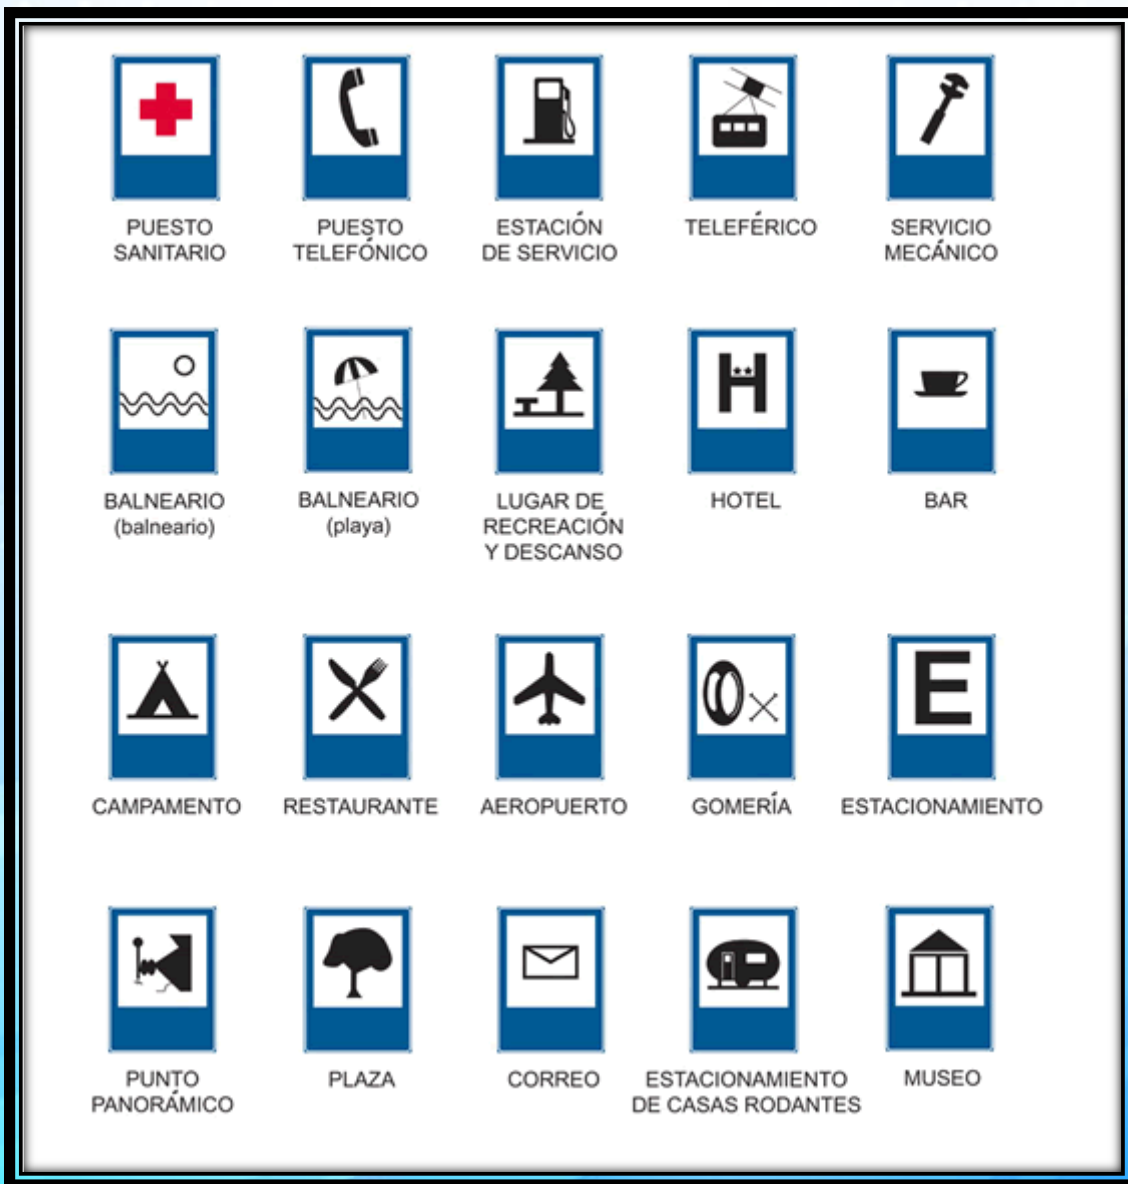 PUESTO
SANITARIO
PUESTO
TELEFÓNICO
ESTACIÓN
DE SERVICIO
TELEFÉRICO
SERVICIO
MECÁNICO
BALNEARIO
(balneario)
BALNEARIO
(playa)
LUGAR DE
RECREACIÓN
Y DESCANSO
H
HOTEL
BAR
CAMPAMENTO
RESTAURANTE
AEROPUERTO
GOMERÍA
E
ESTACIONAMIENTO
PUNTO
PANORÁMICO
PLAZA
CORREO
ESTACIONAMIENTO
DE CASAS RODANTES
MUSEO